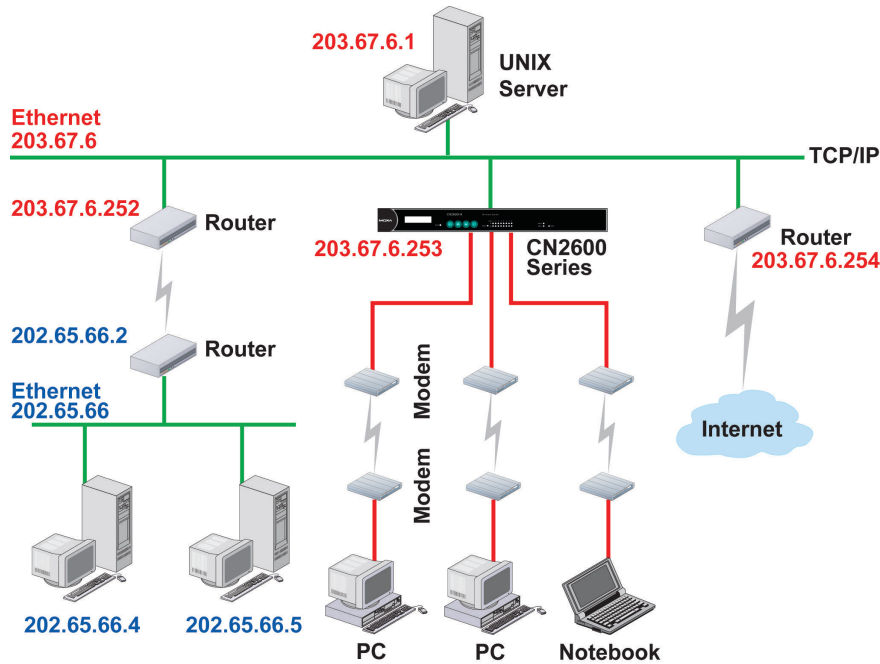 203.67.6.1
UNIX
Server
Ethernet
203.67.6
TCP/IP
203.67.6.252
Router
MOXA
203.67.6.253
CN2600
Series
Router
203.67.6.254
202.65.66.2
Router
Ethernet
202.65.66
Modem
Modem
Internet
202.65.66.4
202.65.66.5
PC
PC
Notebook